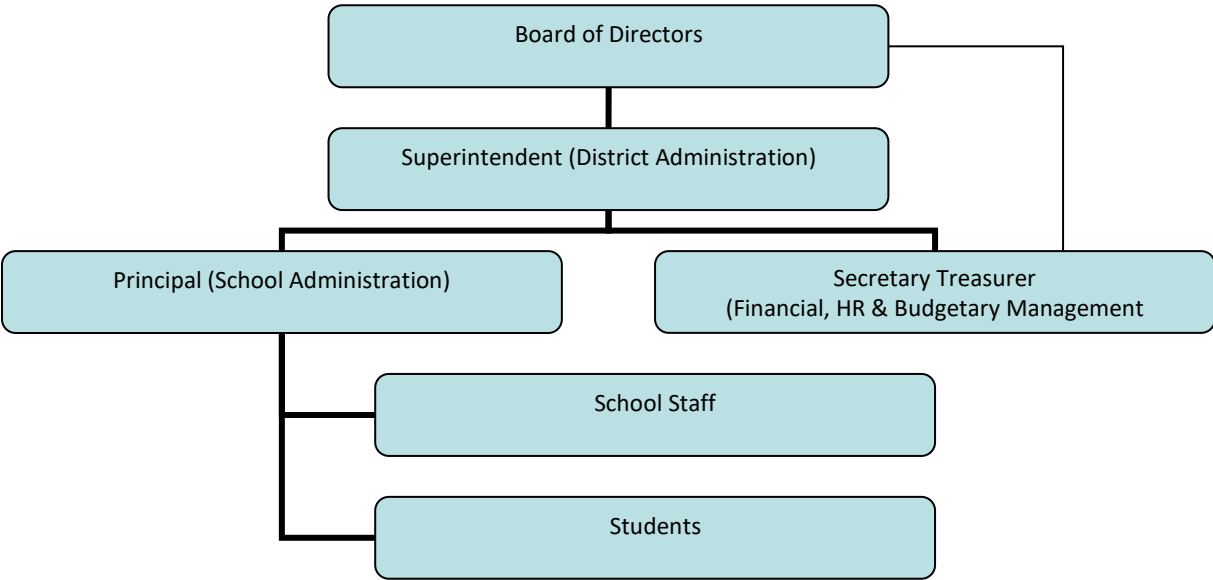 Board of Directors
Superintendent (District Administration)
Principal (School Administration)
Secretary Treasurer
(Financial, HR & Budgetary Management
School Staff
Students